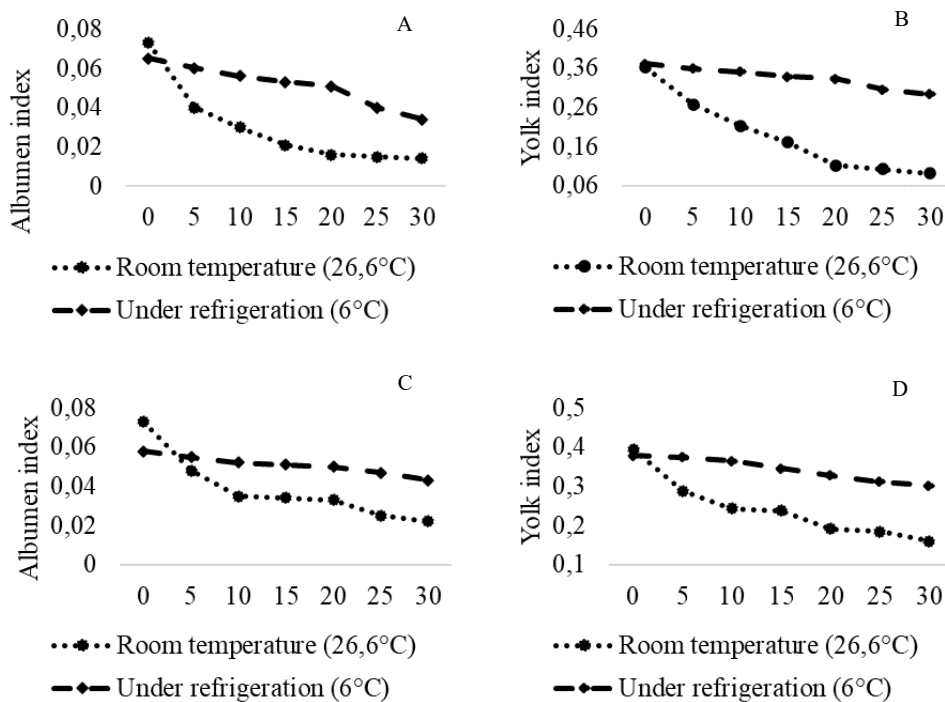 A
Albumen index
0,08
0,06
0,04
0,02
0
0 5 10 15 20 25 30
Room temperature (26,6°C)
Under refrigeration (6°C)
B
Yolk index
0,46
0,36
0,26
0,16
0,06
0 5 10 15 20 25 30
Room temperature (26,6°C)
Under refrigeration (6°C)
C
Albumen index
0,08
0,06
0,04
0,02
0
0 5 10 15 20 25 30
Room temperature (26,6°C)
Under refrigeration (6°C)
D
Yolk index
0,5
0,4
0,3
0,2
0,1
0 5 10 15 20 25 30
Room temperature (26,6°C)
Under refrigeration (6°C)